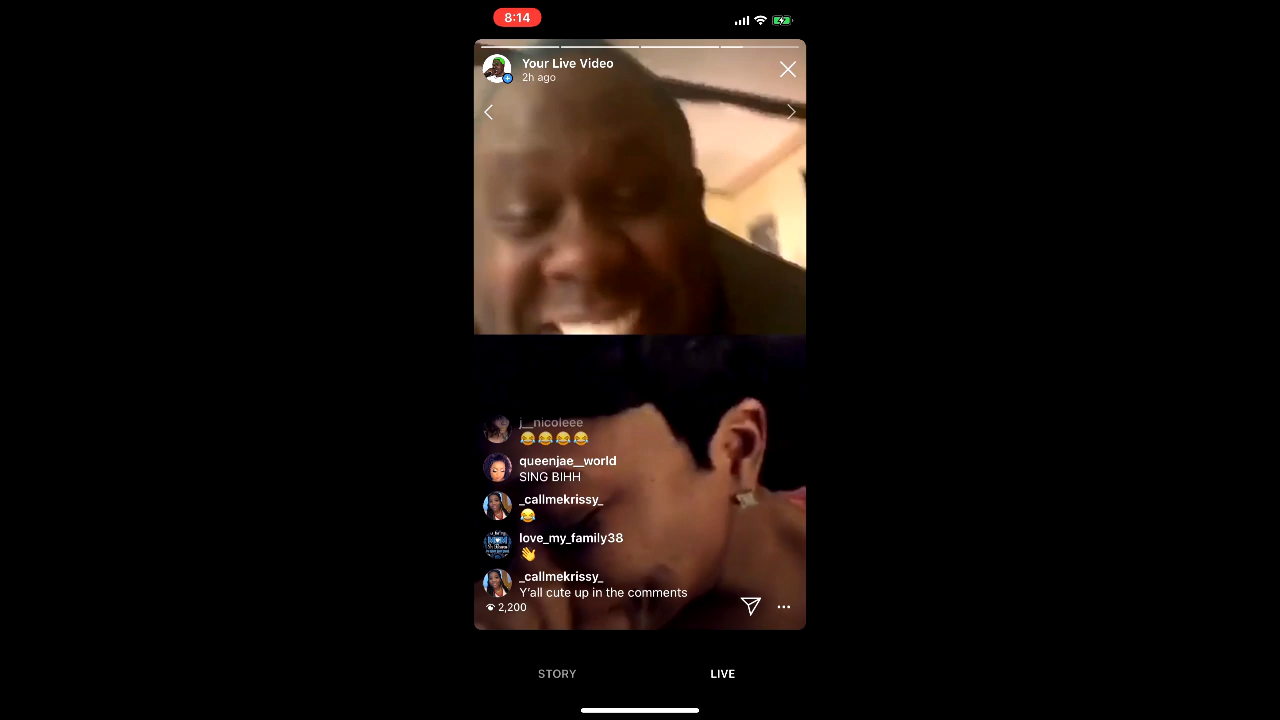 8:14
Your Live Video
2h ago
j__nicoleee
😂😂😂😂
queenjae__world
SING BIHH
_callmekrissy_
😂
love_my_family38
👋
_callmekrissy_
Y'all cute up in the comments
2,200
STORY
LIVE